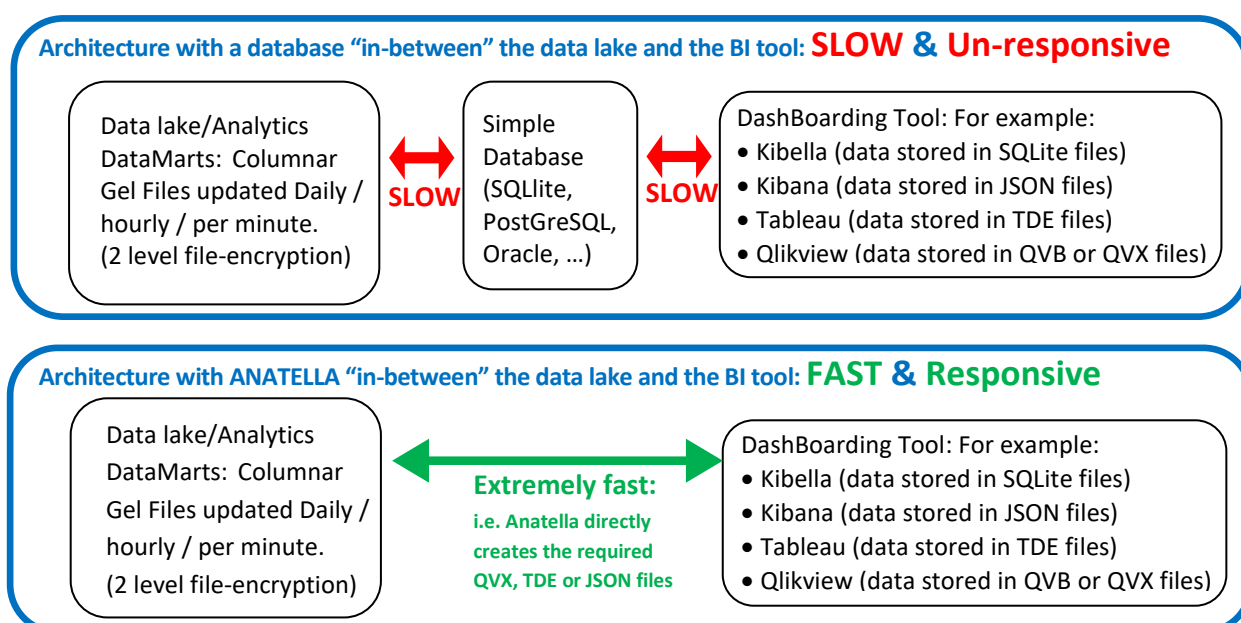 Architecture with a database “in-between” the data lake and the BI tool: SLOW & Un-responsive
Data lake/Analytics
DataMarts: Columnar
Gel Files updated Daily /
hourly / per minute.
(2 level file-encryption)
SLOW
Simple
Database
(SQLlite,
PostGreSQL,
Oracle, …)
SLOW
DashBoarding Tool: For example:
• Kibella (data stored in SQLite files)
• Kibana (data stored in JSON files)
• Tableau (data stored in TDE files)
• Qlikview (data stored in QVB or QVX files)
Architecture with ANATELLA “in-between” the data lake and the BI tool: FAST & Responsive
Data lake/Analytics
DataMarts: Columnar
Gel Files updated Daily /
hourly / per minute.
(2 level file-encryption)
Extremely fast:
i.e. Anatella directly
creates the required
QVX, TDE or JSON files
DashBoarding Tool: For example:
• Kibella (data stored in SQLite files)
• Kibana (data stored in JSON files)
• Tableau (data stored in TDE files)
• Qlikview (data stored in QVB or QVX files)